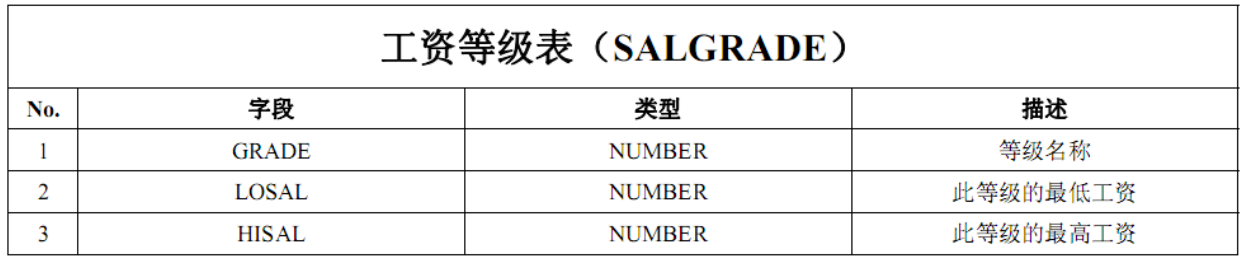 工资等级表（SALGRADE）
No. 字段 类型 描述
1 GRADE NUMBER 等级名称
2 LOSAL NUMBER 此等级的最低工资
3 HISAL NUMBER 此等级的最高工资